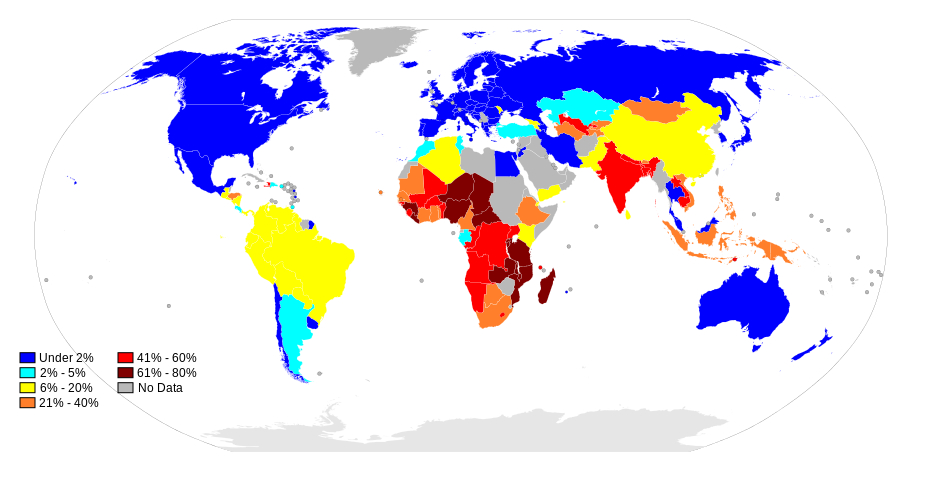 Under 2%
2% - 5%
6% - 20%
21% - 40%
41% - 60%
61% - 80%
No Data